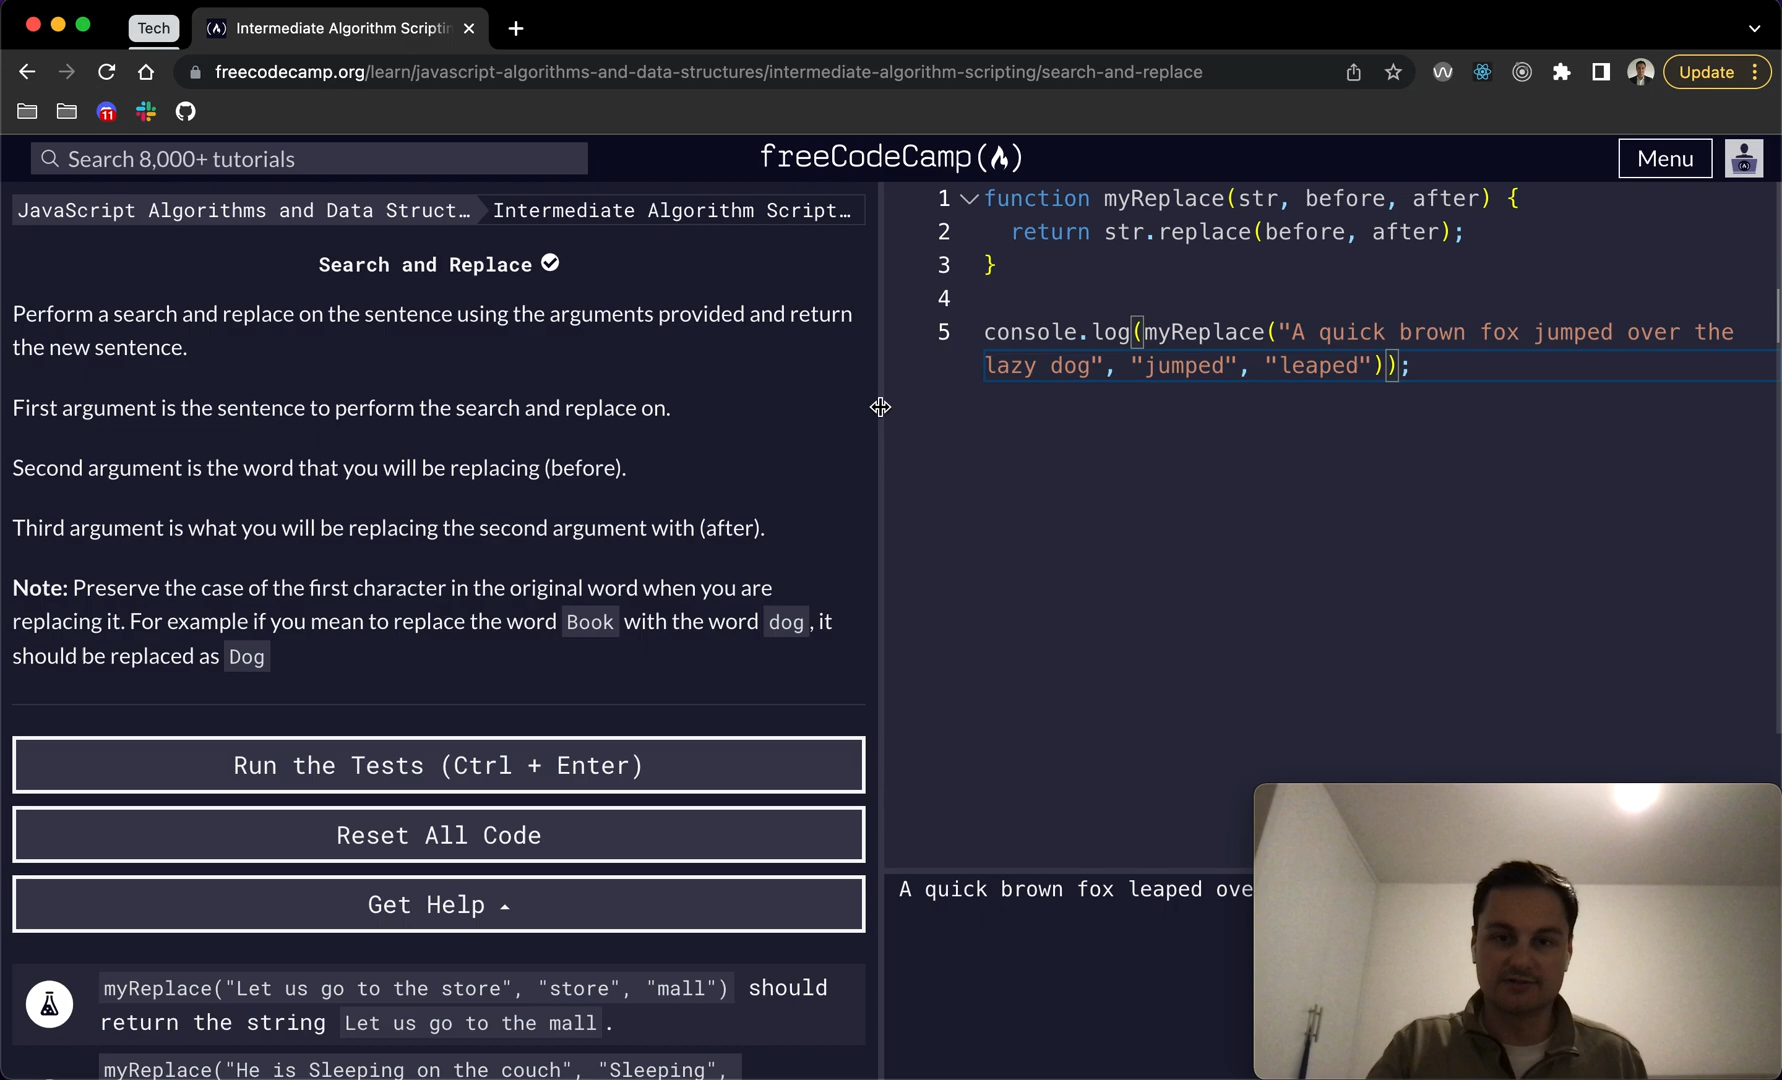 Tech
Intermediate Algorithm Scriptin
freecodecamp.org/learn/javascript-algorithms-and-data-structures/intermediate-algorithm-scripting/search-and-replace
Update
11
Search 8,000+ tutorials
freeCodeCamp(🔥)
Menu
JavaScript Algorithms and Data Struct…
Intermediate Algorithm Script…
Search and Replace
Perform a search and replace on the sentence using the arguments provided and return
the new sentence.
First argument is the sentence to perform the search and replace on.
Second argument is the word that you will be replacing (before).
Third argument is what you will be replacing the second argument with (after).
Note: Preserve the case of the first character in the original word when you are
replacing it. For example if you mean to replace the word Book with the word dog, it
should be replaced as Dog
Run the Tests (Ctrl + Enter)
Reset All Code
Get Help
myReplace("Let us go to the store", "store", "mall") should
return the string Let us go to the mall.
myReplace("He is Sleeping on the couch", "Sleeping",
1 function myReplace(str, before, after) {
2 return str.replace(before, after);
3 }
4
5 console.log(myReplace("A quick brown fox jumped over the
lazy dog", "jumped", "leaped"));
A quick brown fox leaped ove